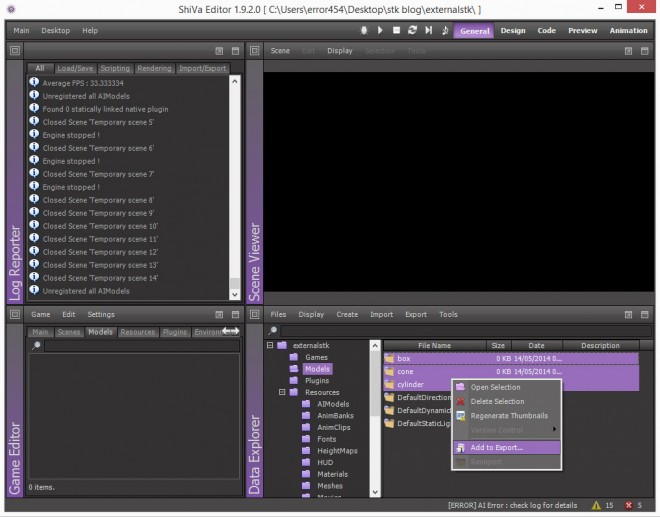 ShiVa Editor 1.9.2.0 [ C:\Users\error454\Desktop\stk blog\externalstk\ ]
Main Desktop Help
General Design Code Preview Animation
All Load/Save Scripting Rendering Import/Export
Average FPS : 33.333334
Unregistered all AIModels
Found 0 statically linked native plugin
Closed Scene 'Temporary scene 5'
Engine stopped !
Closed Scene 'Temporary scene 6'
Engine stopped !
Closed Scene 'Temporary scene 7'
Engine stopped !
Closed Scene 'Temporary scene 8'
Closed Scene 'Temporary scene 9'
Closed Scene 'Temporary scene 10'
Closed Scene 'Temporary scene 11'
Closed Scene 'Temporary scene 12'
Closed Scene 'Temporary scene 13'
Closed Scene 'Temporary scene 14'
Unregistered all AIModels
Log Reporter
Scene Edit Display Selection Tools
Scene Viewer
Game Edit Settings
Main Scenes Models Resources Plugins
0 items.
Game Editor
Files Display Create Import Export Tools
externalstk
Games
Models
Plugins
Resources
AIModels
AnimBanks
AnimClips
Fonts
HeightMaps
HUD
Materials
Meshes
Data Explorer
File Name Size Date Description
box 0 KB 14/05/2014 0...
cone 0 KB 14/05/2014 0...
cylinder
DefaultDirection
DefaultDynamic
DefaultStaticLig
Open Selection
Delete Selection
Regenerate Thumbnails
Version Control
Add to Export...
[ERROR] AI Error : check log for details 15 5